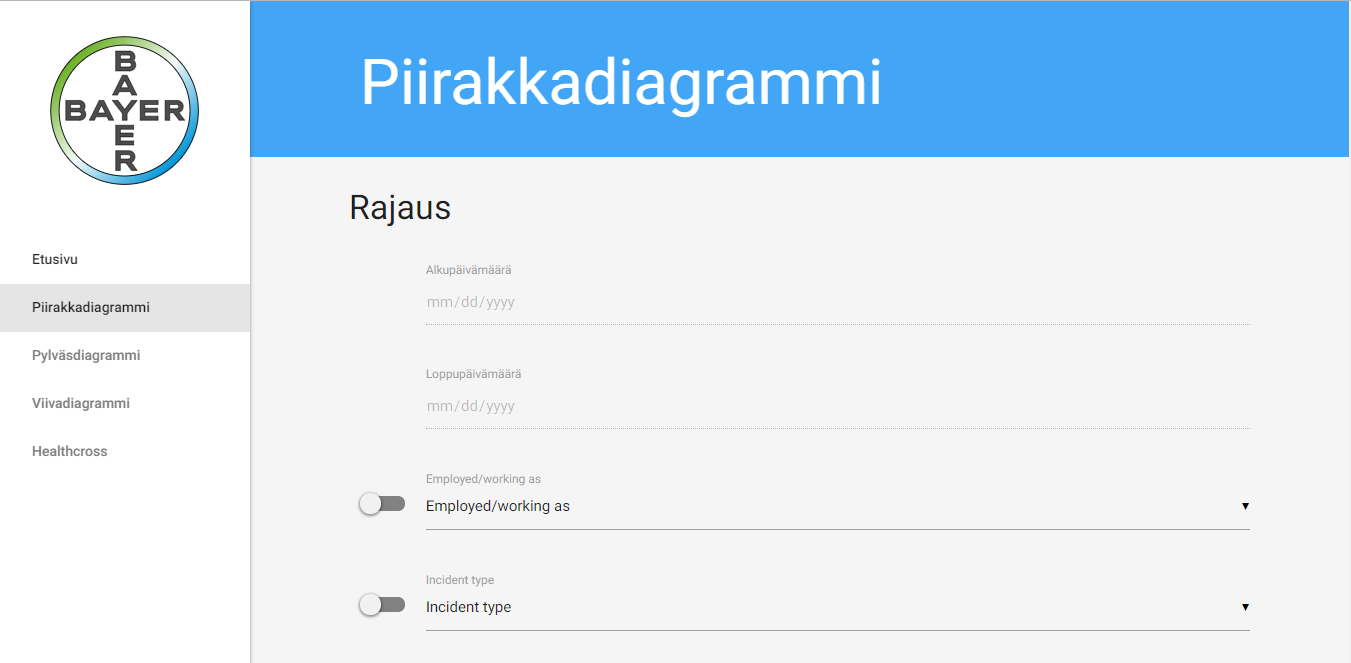 BAYER
BAYER
Etusivu
Piirakkadiagrammi
Pylväsdiagrammi
Viivadiagrammi
Healthcross
Piirakkadiagrammi
Rajaus
Alkupäivämäärä
mm/dd/yyyy
Loppupäivämäärä
mm/dd/yyyy
Employed/working as
Employed/working as
Incident type
Incident type